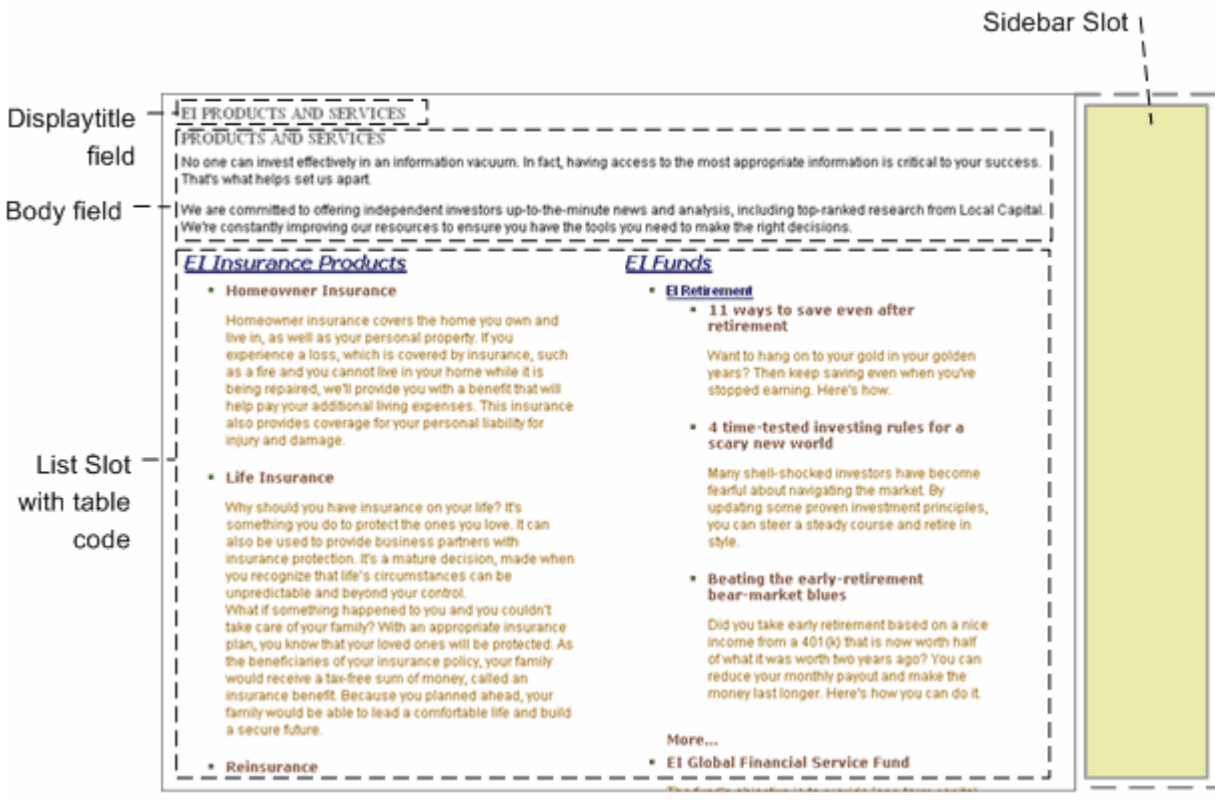 Sidebar Slot
Displaytitle
field
EI PRODUCTS AND SERVICES
PRODUCTS AND SERVICES
No one can invest effectively in an information vacuum. In fact, having access to the most appropriate information is critical to your success.
That's what helps set us apart.
Body field
We are committed to offering independent investors up-to-the-minute news and analysis, including top-ranked research from Local Capital.
We're constantly improving our resources to ensure you have the tools you need to make the right decisions.
List Slot
with table
code
EI Insurance Products
Homeowner Insurance
Homeowner insurance covers the home you own and
live in, as well as your personal property. If you
experience a loss, which is covered by insurance, such
as a fire and you cannot live in your home while it is
being repaired, we'll provide you with a benefit that will
help pay your additional living expenses. This insurance
also provides coverage for your personal liability for
injury and damage.
Life Insurance
Why should you have insurance on your life? It's
something you do to protect the ones you love. It can
also be used to provide business partners with
insurance protection. It's a mature decision, made when
you recognize that life's circumstances can be
unpredictable and beyond your control.
What if something happened to you and you couldn't
take care of your family? With an appropriate insurance
plan, you know that your loved ones will be protected. As
the beneficiaries of your insurance policy, your family
would receive a tax-free sum of money, called an
insurance benefit. Because you planned ahead, your
family would be able to lead a comfortable life and build
a secure future.
Reinsurance
EI Funds
EI Retirement
11 ways to save even after
retirement
Want to hang on to your gold in your golden
years? Then keep saving even when you've
stopped earning. Here's how.
4 time-tested investing rules for a
scary new world
Many shell-shocked investors have become
fearful about navigating the market. By
updating some proven investment principles,
you can steer a steady course and retire in
style.
Beating the early-retirement
bear-market blues
Did you take early retirement based on a nice
income from a 401(k) that is now worth half
of what it was worth two years ago? You can
reduce your monthly payout and make the
money last longer. Here's how you can do it.
More...
EI Global Financial Service Fund